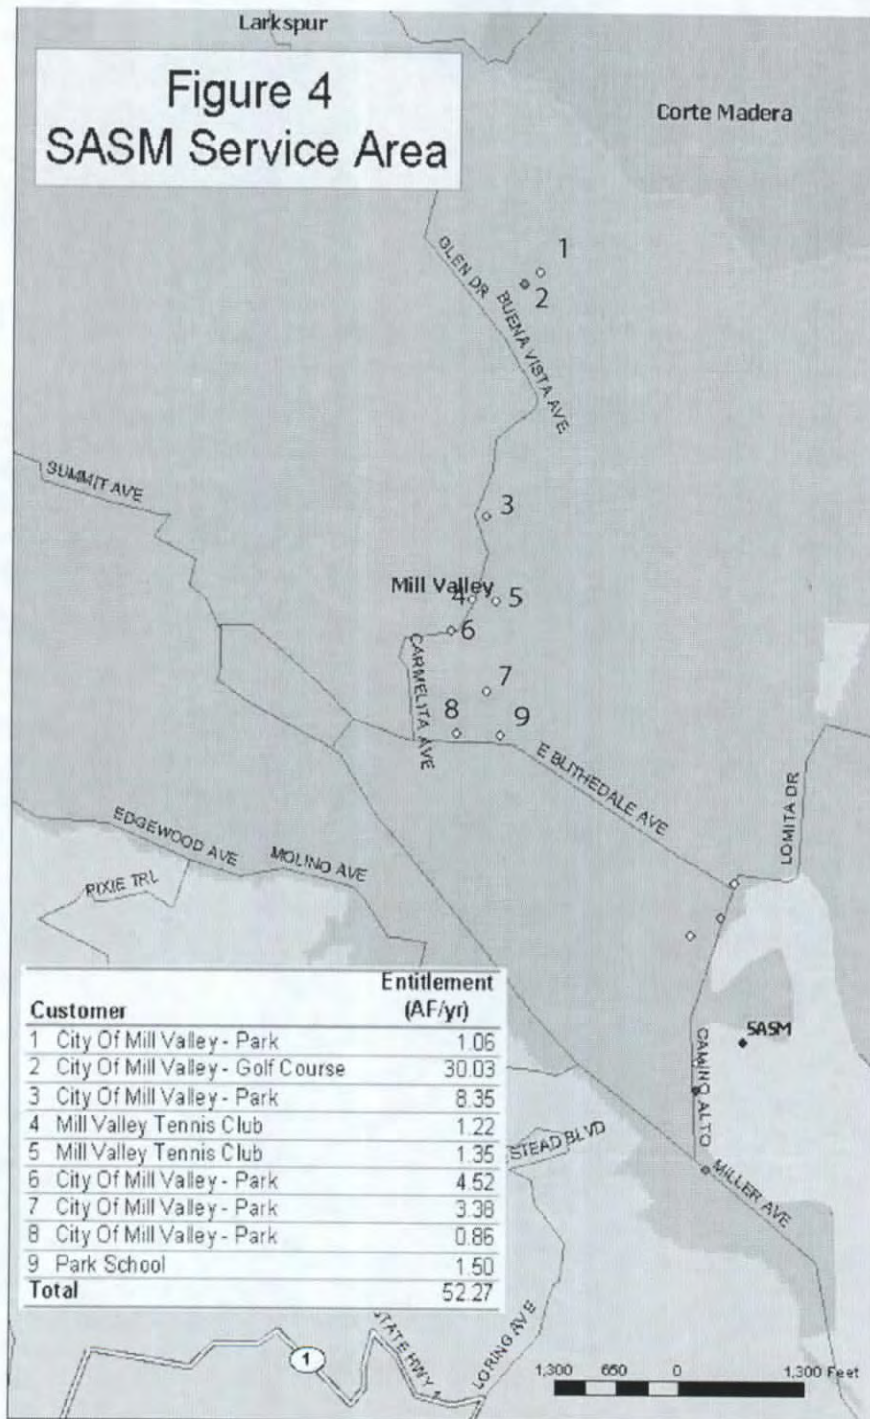 Larkspur
Figure 4
SASM Service Area
Corte Madera
GLEN DR
1
2
BUENA VISTA AVE
SUMMIT AVE
3
Mill Valley
4
5
6
CARMELITA AVE
7
8
9
E BLITHEDALE AVE
LOMITA DR
EDGEWOOD AVE
MOLINO AVE
PIXIE TRL
SASM
CAMINO ALTO
STEAD BLVD
MILLER AVE
Customer Entitlement (AF/yr)
1 City Of Mill Valley - Park 1.06
2 City Of Mill Valley - Golf Course 30.03
3 City Of Mill Valley - Park 8.35
4 Mill Valley Tennis Club 1.22
5 Mill Valley Tennis Club 1.35
6 City Of Mill Valley - Park 4.52
7 City Of Mill Valley - Park 3.38
8 City Of Mill Valley - Park 0.86
9 Park School 1.50
Total 52.27
1
STATE HWY 1
LORING AVE
1,300 650 0 1,300 Feet